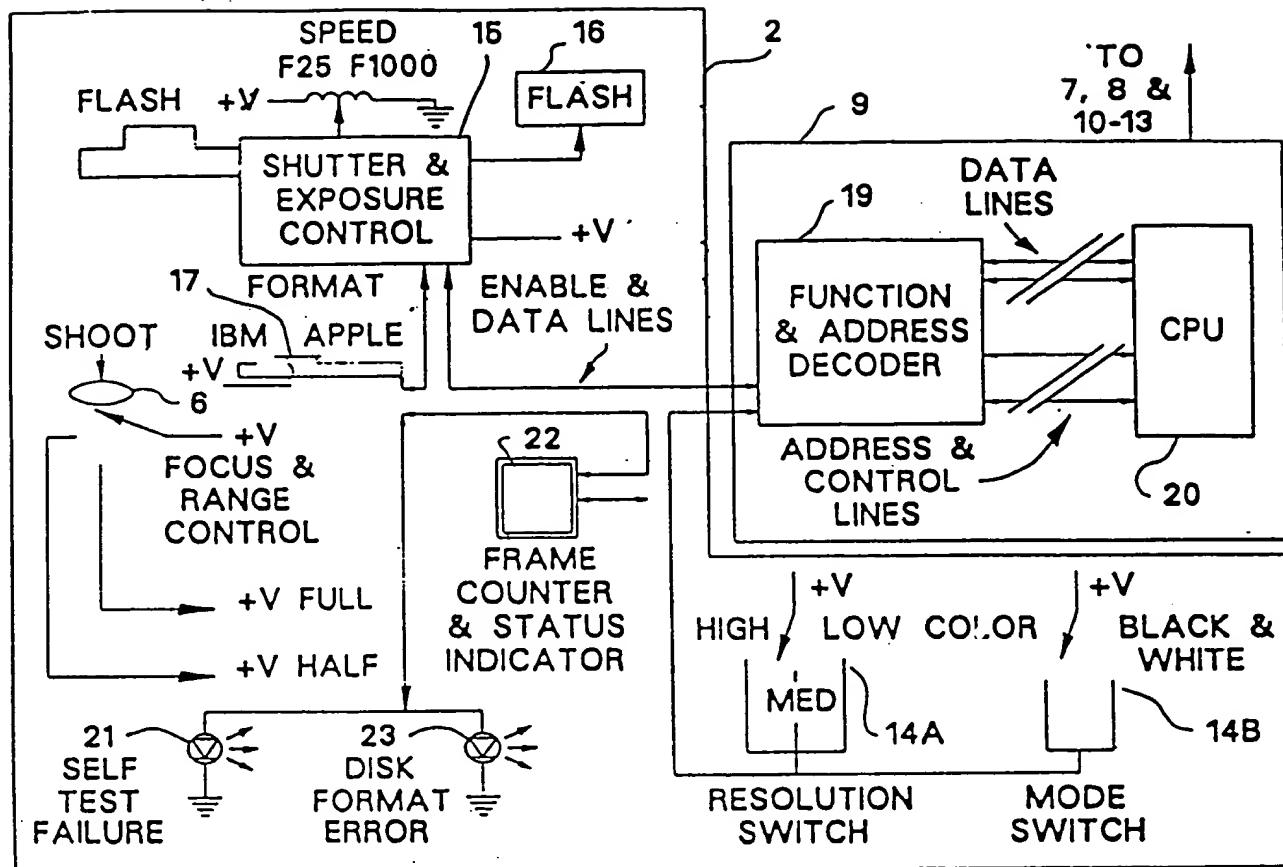 SPEED
F25 F1000
15
16
2
FLASH
+V
FLASH
SHUTTER &
EXPOSURE
CONTROL
+V
17
FORMAT
IBM APPLE
+V
ENABLE &
DATA LINES
SHOOT
6
+V
FOCUS &
RANGE
CONTROL
+V FULL
+V HALF
22
FRAME
COUNTER
& STATUS
INDICATOR
21
SELF
TEST
FAILURE
23
DISK
FORMAT
ERROR
TO
7, 8 &
10-13
9
19
DATA
LINES
FUNCTION
& ADDRESS
DECODER
CPU
ADDRESS &
CONTROL
LINES
20
+V
HIGH LOW
MED
14A
RESOLUTION
SWITCH
+V
COLOR BLACK &
WHITE
14B
MODE
SWITCH